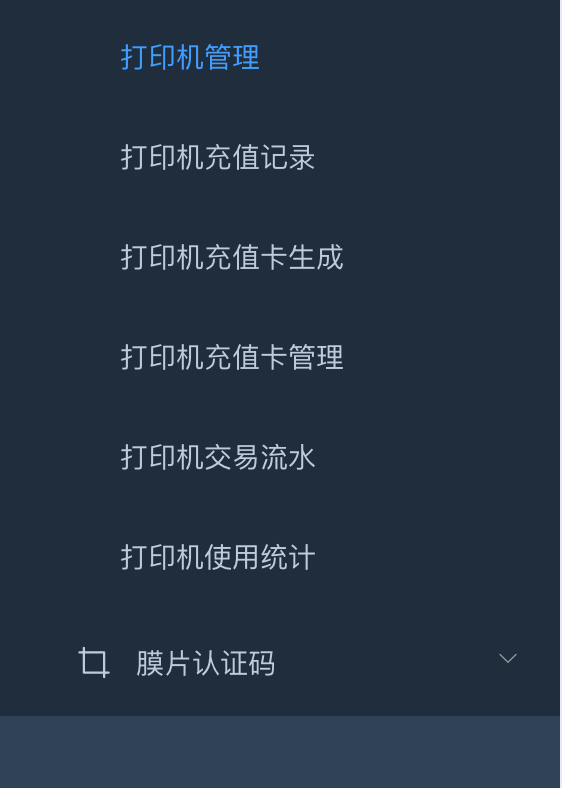 打印机管理
打印机充值记录
打印机充值卡生成
打印机充值卡管理
打印机交易流水
打印机使用统计
膜片认证码